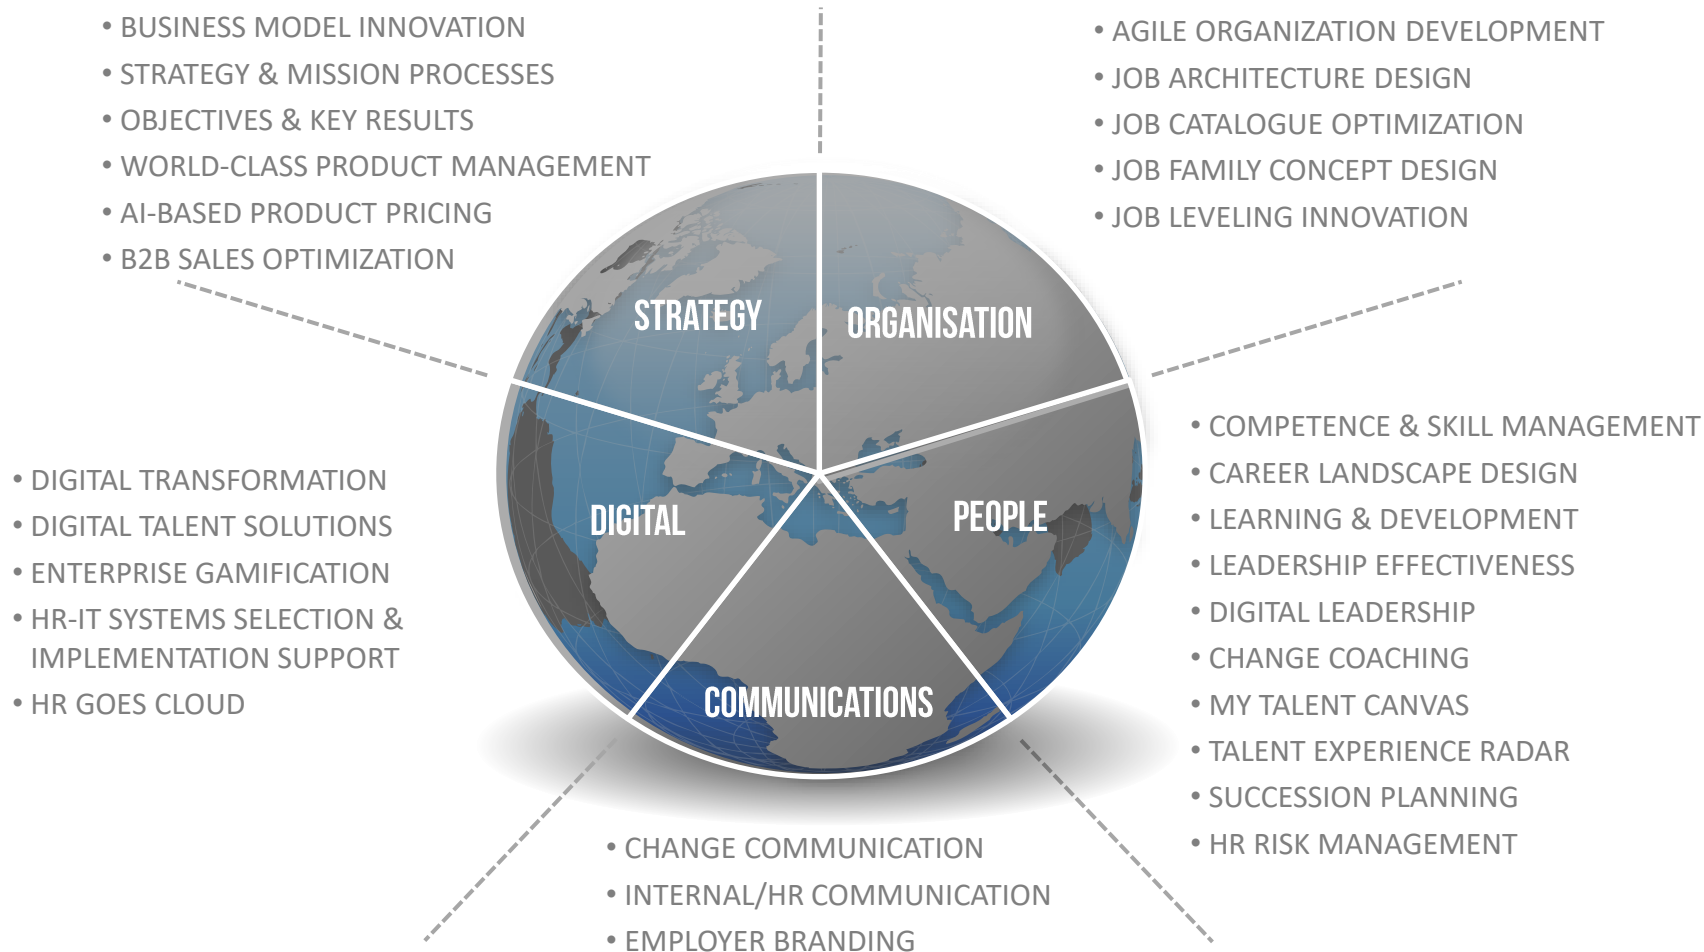 • BUSINESS MODEL INNOVATION
• STRATEGY & MISSION PROCESSES
• OBJECTIVES & KEY RESULTS
• WORLD-CLASS PRODUCT MANAGEMENT
• AI-BASED PRODUCT PRICING
• B2B SALES OPTIMIZATION
• AGILE ORGANIZATION DEVELOPMENT
• JOB ARCHITECTURE DESIGN
• JOB CATALOGUE OPTIMIZATION
• JOB FAMILY CONCEPT DESIGN
• JOB LEVELING INNOVATION
STRATEGY
ORGANISATION
DIGITAL
PEOPLE
COMMUNICATIONS
• DIGITAL TRANSFORMATION
• DIGITAL TALENT SOLUTIONS
• ENTERPRISE GAMIFICATION
• HR-IT SYSTEMS SELECTION &
IMPLEMENTATION SUPPORT
• HR GOES CLOUD
• COMPETENCE & SKILL MANAGEMENT
• CAREER LANDSCAPE DESIGN
• LEARNING & DEVELOPMENT
• LEADERSHIP EFFECTIVENESS
• DIGITAL LEADERSHIP
• CHANGE COACHING
• MY TALENT CANVAS
• TALENT EXPERIENCE RADAR
• SUCCESSION PLANNING
• HR RISK MANAGEMENT
• CHANGE COMMUNICATION
• INTERNAL/HR COMMUNICATION
• EMPLOYER BRANDING